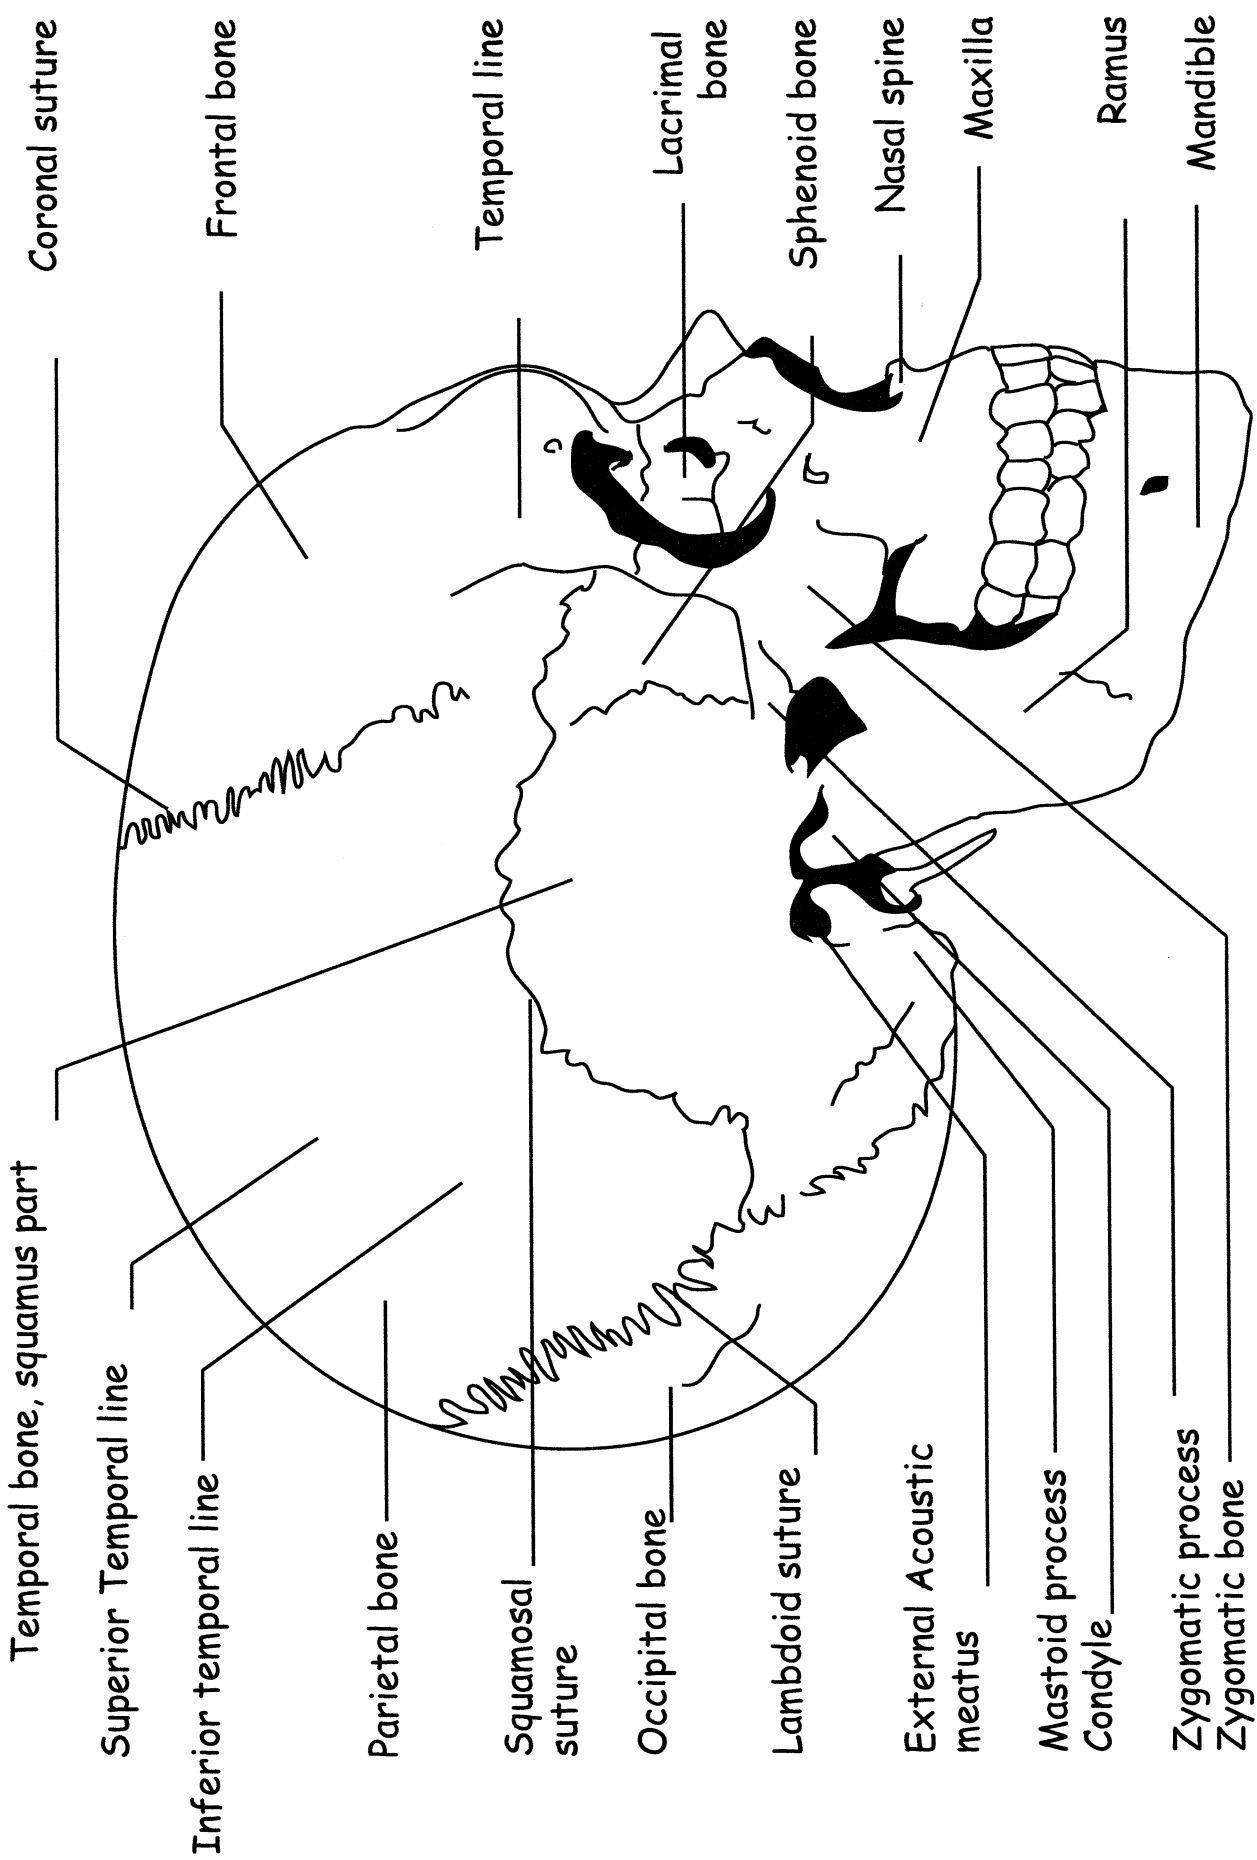 Temporal bone, squamus part
Superior Temporal line
Inferior temporal line
Parietal bone
Squamosal
suture
Occipital bone
Lambdoid suture
External Acoustic
meatus
Mastoid process
Condyle
Zygomatic process
Zygomatic bone
Coronal suture
Frontal bone
Temporal line
Lacrimal
bone
Sphenoid bone
Nasal spine
Maxilla
Ramus
Mandible